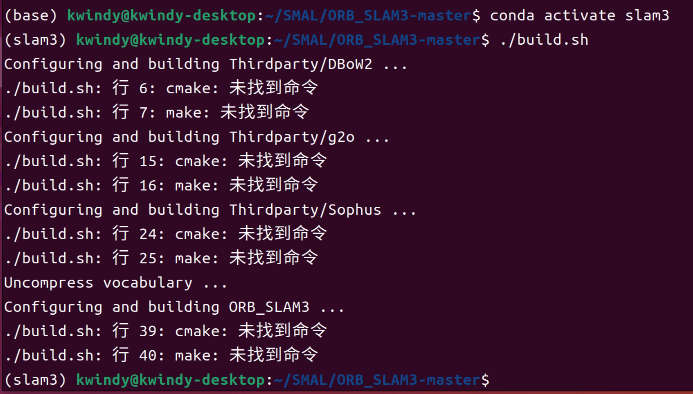 (base) kwindy@kwindy-desktop:~/SMAL/ORB_SLAM3-master$ conda activate slam3
(slam3) kwindy@kwindy-desktop:~/SMAL/ORB_SLAM3-master$ ./build.sh
Configuring and building Thirdparty/DBoW2 ...
./build.sh: 行 6: cmake: 未找到命令
./build.sh: 行 7: make: 未找到命令
Configuring and building Thirdparty/g2o ...
./build.sh: 行 15: cmake: 未找到命令
./build.sh: 行 16: make: 未找到命令
Configuring and building Thirdparty/Sophus ...
./build.sh: 行 24: cmake: 未找到命令
./build.sh: 行 25: make: 未找到命令
Uncompress vocabulary ...
Configuring and building ORB_SLAM3 ...
./build.sh: 行 39: cmake: 未找到命令
./build.sh: 行 40: make: 未找到命令
(slam3) kwindy@kwindy-desktop:~/SMAL/ORB_SLAM3-master$